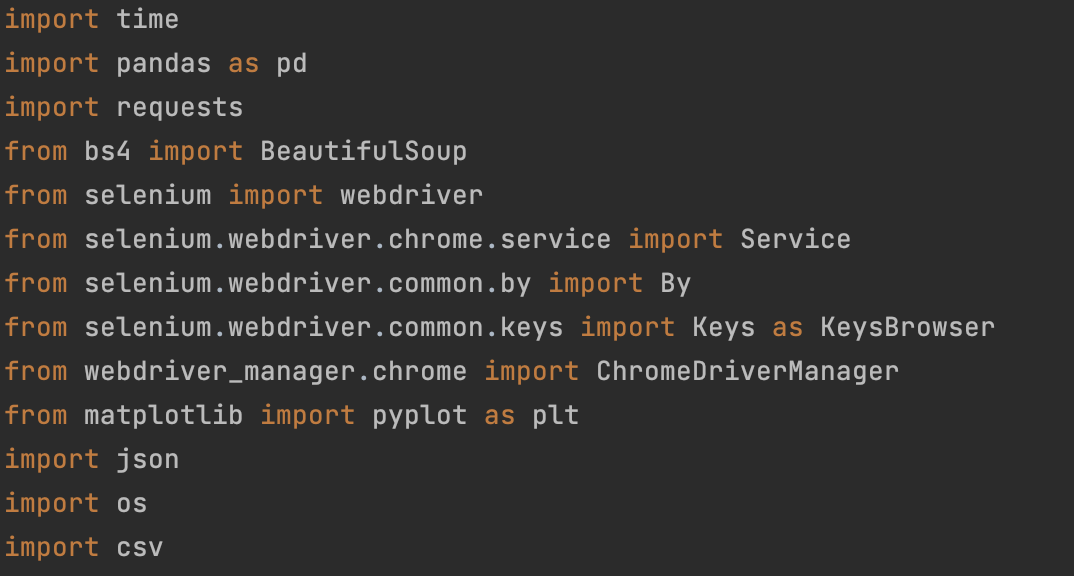 import time
import pandas as pd
import requests
from bs4 import BeautifulSoup
from selenium import webdriver
from selenium.webdriver.chrome.service import Service
from selenium.webdriver.common.by import By
from selenium.webdriver.common.keys import Keys as KeysBrowser
from webdriver_manager.chrome import ChromeDriverManager
from matplotlib import pyplot as plt
import json
import os
import csv